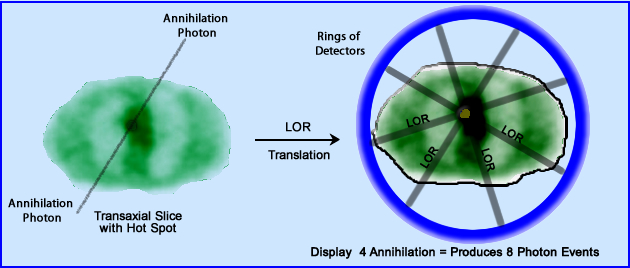 Annihilation
Photon
Annihilation
Photon
Transaxial Slice
with Hot Spot
LOR
Translation
Rings of
Detectors
LOR
LOR
LOR
LOR
Display 4 Annihilation = Produces 8 Photon Events